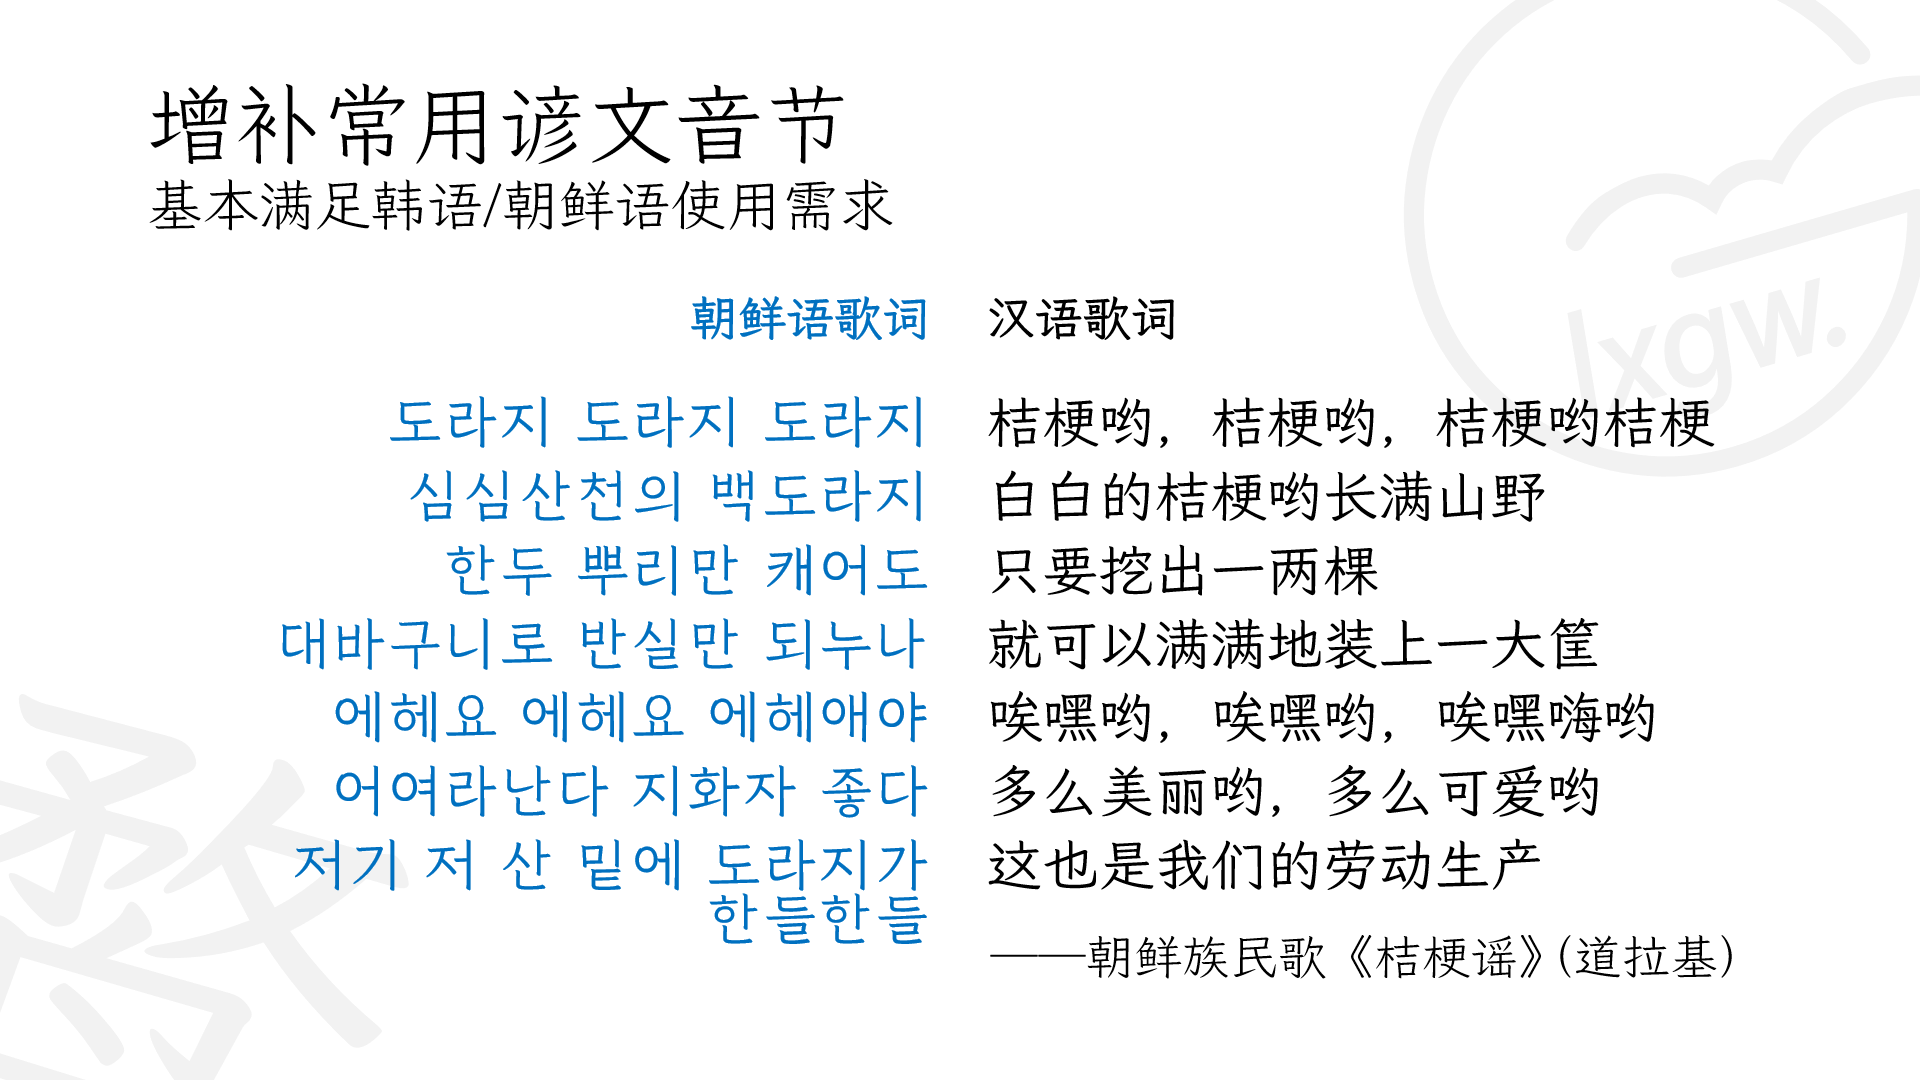 增补常用谚文音节
基本满足韩语/朝鲜语使用需求
朝鲜语歌词
도라지 도라지 도라지
심심산천의 백도라지
한두 뿌리만 캐어도
대바구니로 반실만 되누나
에헤요 에헤요 에헤애야
어여라난다 지화자 좋다
저기 저 산 밑에 도라지가
한들한들
汉语歌词
桔梗哟，桔梗哟，桔梗哟桔梗
白白的桔梗哟长满山野
只要挖出一两棵
就可以满满地装上一大筐
唉嘿哟，唉嘿哟，唉嘿嗨哟
多么美丽哟，多么可爱哟
这也是我们的劳动生产
——朝鲜族民歌《桔梗谣》(道拉基)
lxgw.